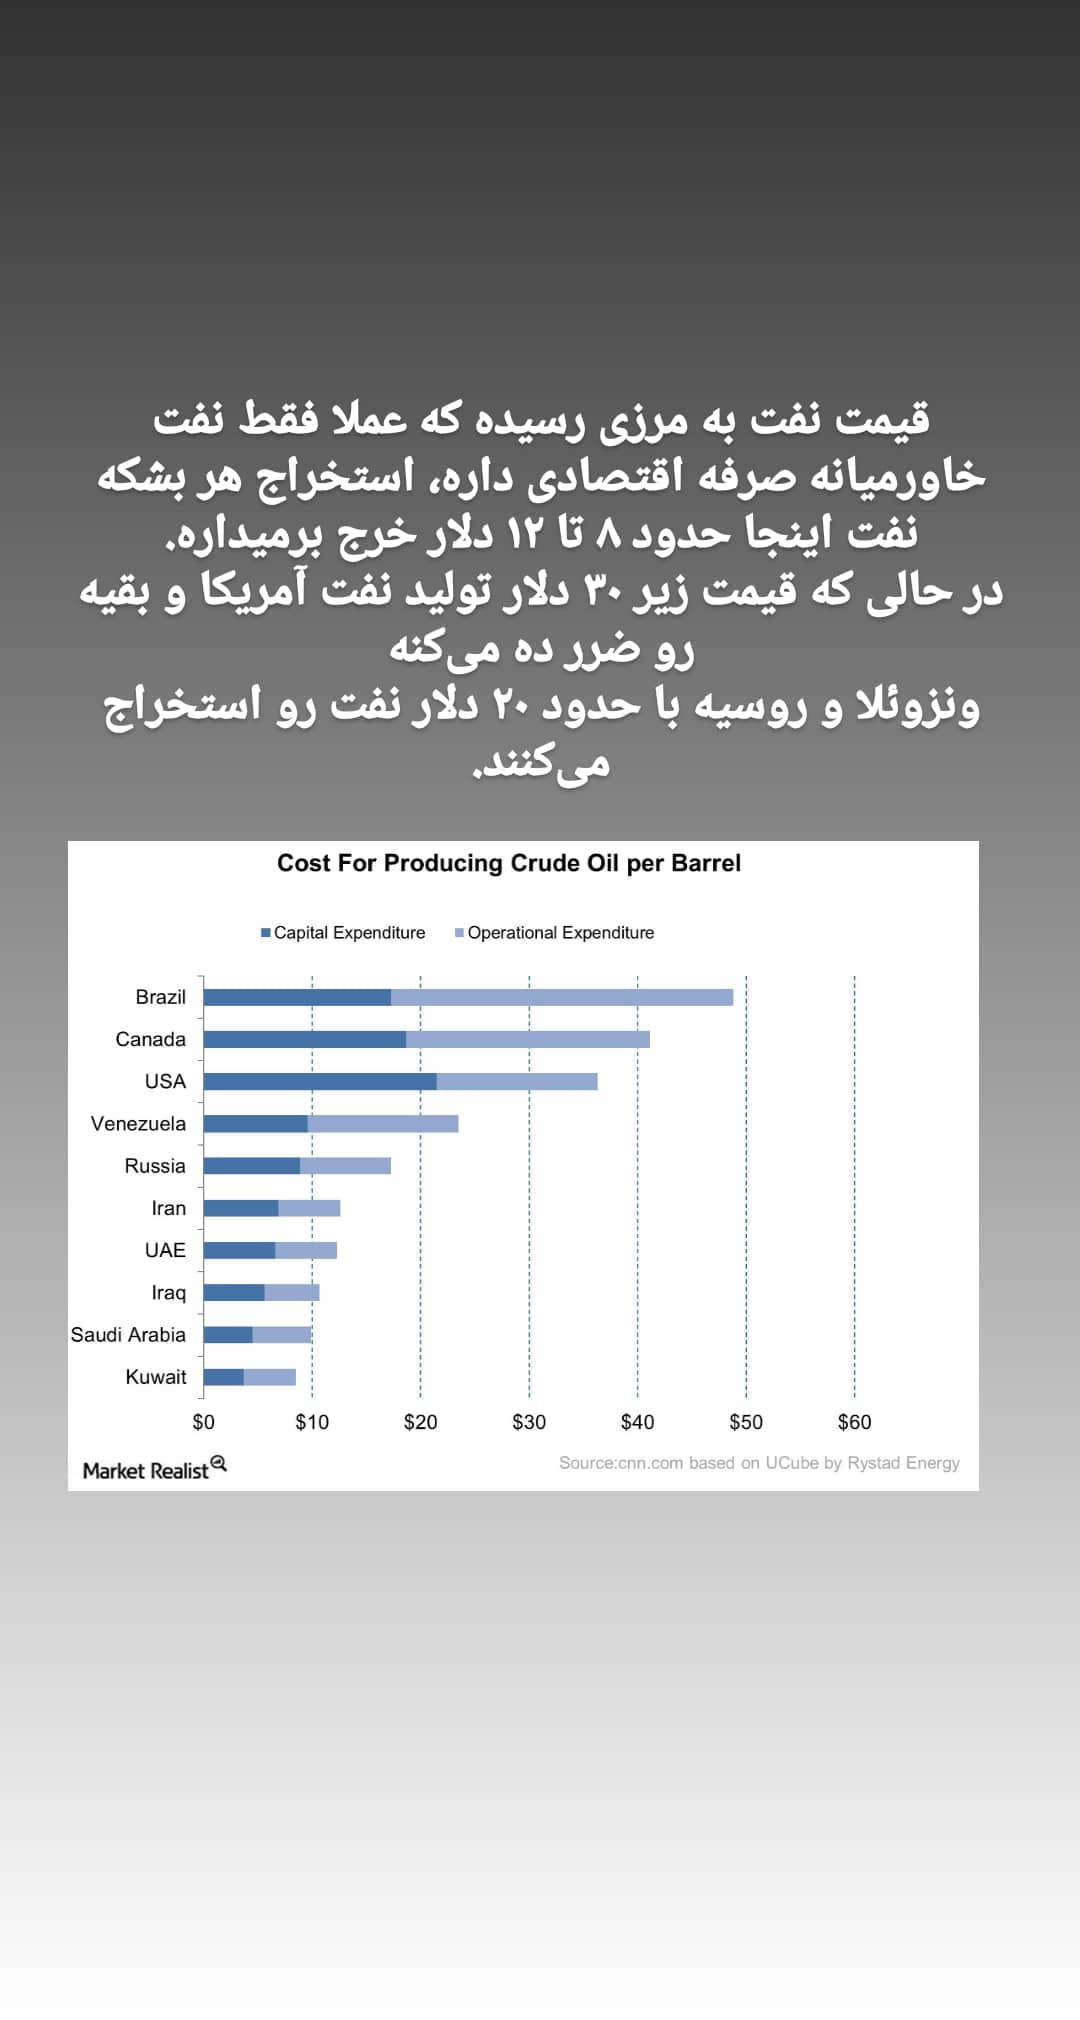 قیمت نفت به مرزی رسیده که عملا فقط نفت
خاورمیانه صرفه اقتصادی داره، استخراج هر بشکه
نفت اینجا حدود ۸ تا ۱۲ دلار خرج برمیداره.
در حالی که قیمت زیر ۳۰ دلار تولید نفت آمریکا و بقیه
رو ضرر ده می‌کنه
ونزوئلا و روسیه با حدود ۲۰ دلار نفت رو استخراج
می‌کنند.
Cost For Producing Crude Oil per Barrel
Capital Expenditure Operational Expenditure
Brazil
Canada
USA
Venezuela
Russia
Iran
UAE
Iraq
Saudi Arabia
Kuwait
$0 $10 $20 $30 $40 $50 $60
Market Realist
Source:cnn.com based on UCube by Rystad Energy